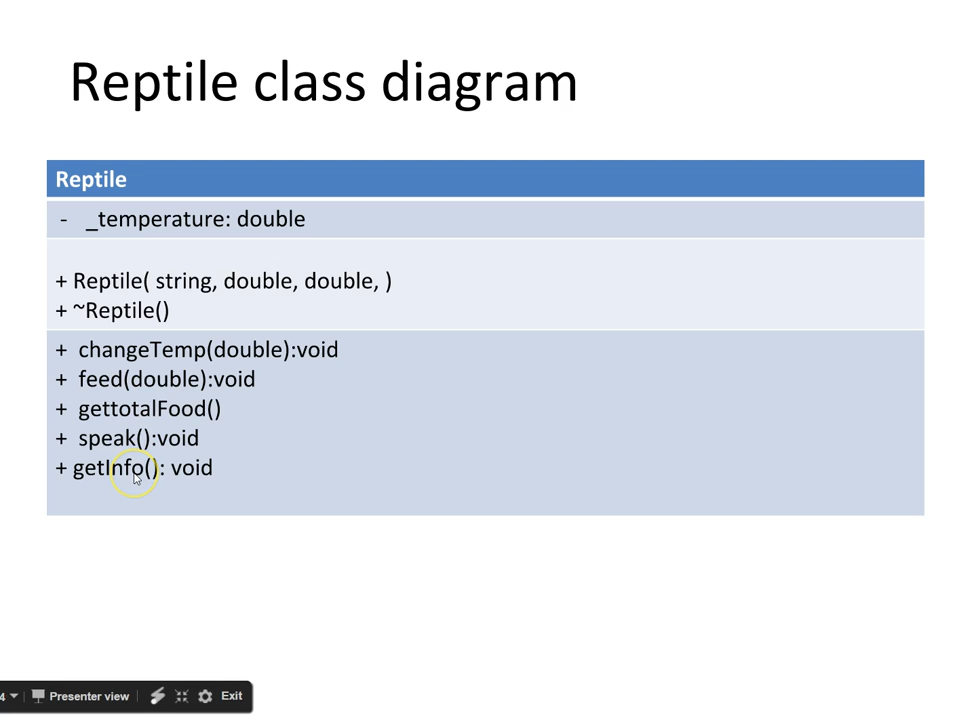 Reptile class diagram
Reptile
- _temperature: double
+ Reptile( string, double, double, )
+ ~Reptile()
+ changeTemp(double):void
+ feed(double):void
+ gettotalFood()
+ speak():void
+ getInfo(): void
4 Presenter view Exit